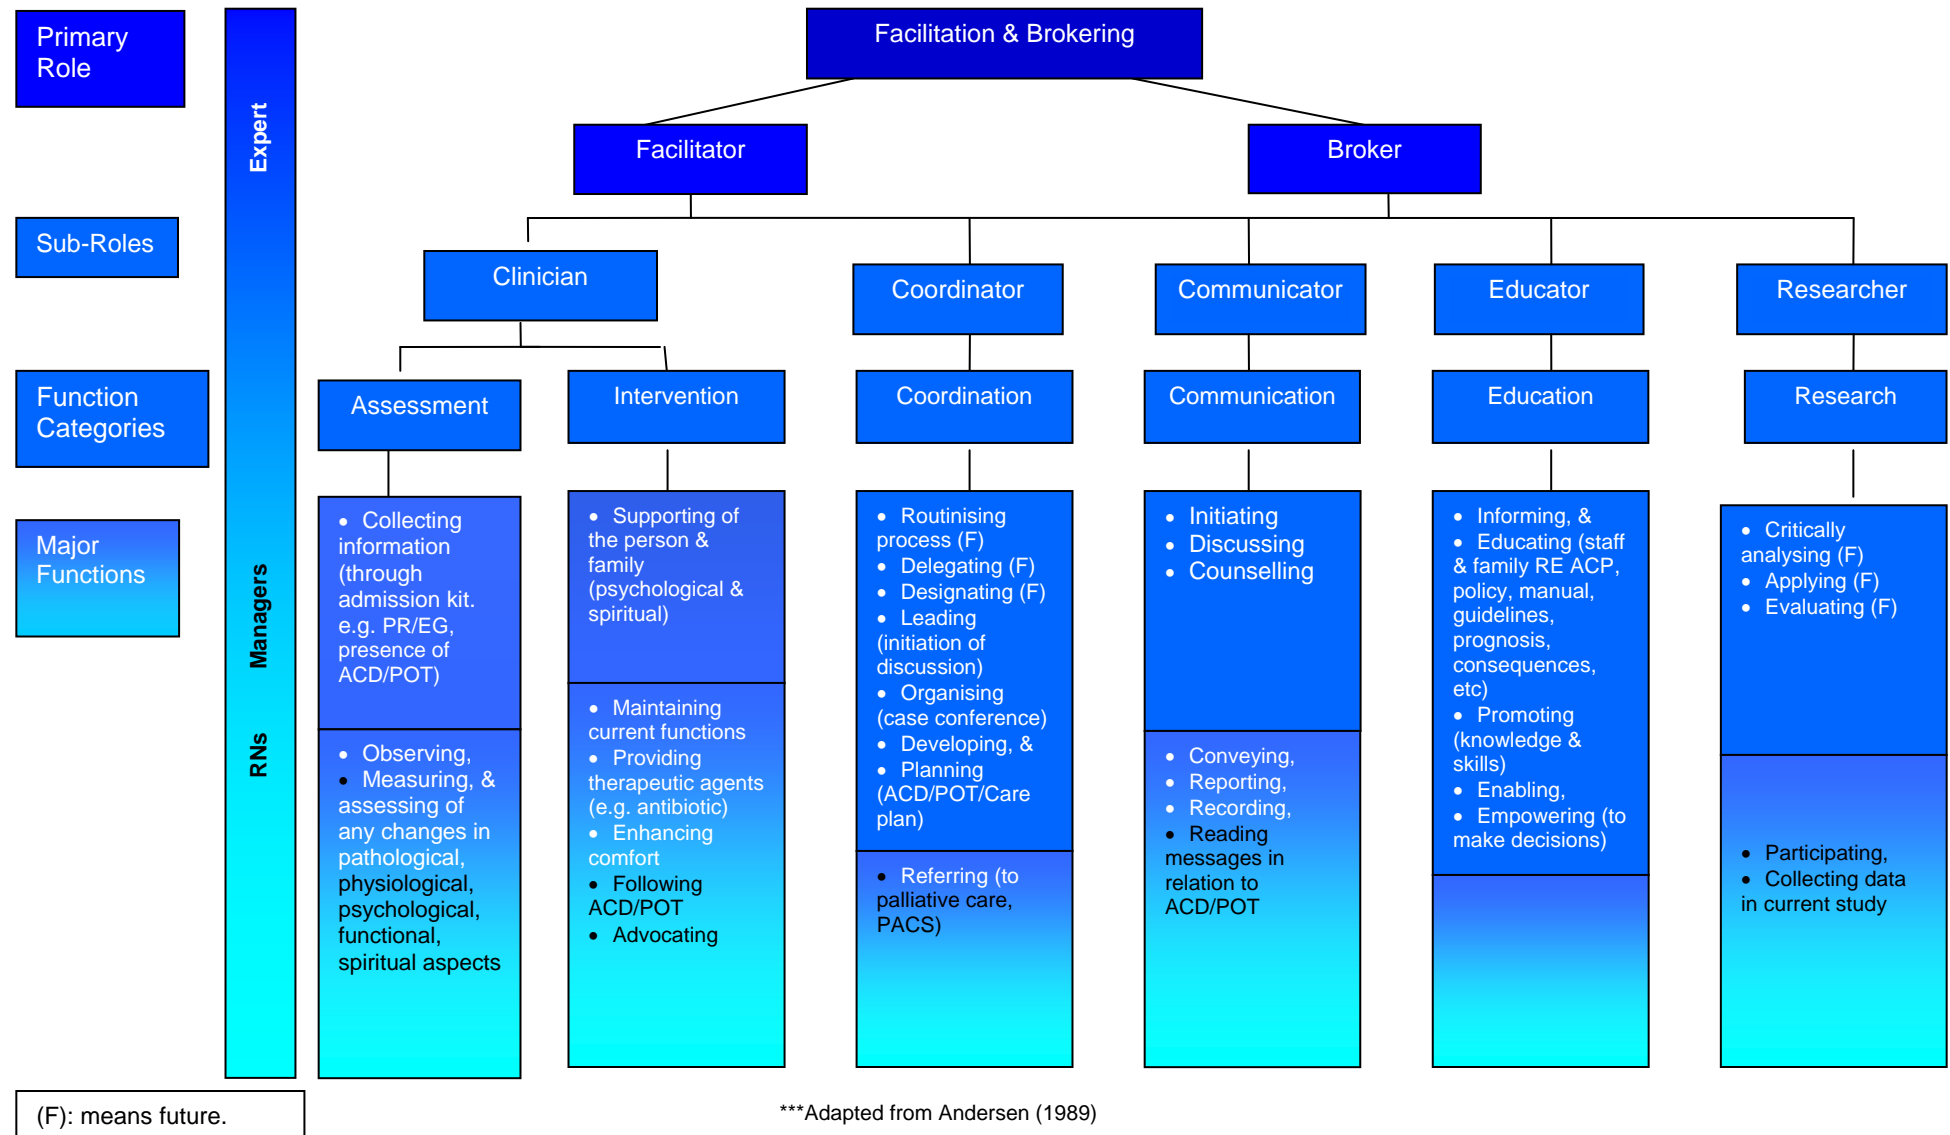 Primary
Role
Facilitation & Brokering
Expert
Managers
RNs
Facilitator
Broker
Sub-Roles
Clinician
Coordinator
Communicator
Educator
Researcher
Function
Categories
Assessment
Intervention
Coordination
Communication
Education
Research
Major
Functions
• Collecting
information
(through
admission kit.
e.g. PR/EG,
presence of
ACD/POT)
• Observing,
• Measuring, &
assessing of
any changes in
pathological,
physiological,
psychological,
functional,
spiritual aspects
• Supporting of
the person &
family
(psychological &
spiritual)
• Maintaining
current functions
• Providing
therapeutic agents
(e.g. antibiotic)
• Enhancing
comfort
• Following
ACD/POT
• Advocating
• Routinising
process (F)
• Delegating (F)
• Designating (F)
• Leading
(initiation of
discussion)
• Organising
(case conference)
• Developing, &
• Planning
(ACD/POT/Care
plan)
• Referring (to
palliative care,
PACS)
• Initiating
• Discussing
• Counselling
• Conveying,
• Reporting,
• Recording,
• Reading
messages in
relation to
ACD/POT
• Informing, &
• Educating (staff
& family RE ACP,
policy, manual,
guidelines,
prognosis,
consequences,
etc)
• Promoting
(knowledge &
skills)
• Enabling,
• Empowering (to
make decisions)
• Critically
analysing (F)
• Applying (F)
• Evaluating (F)
• Participating,
• Collecting data
in current study
(F): means future.
***Adapted from Andersen (1989)